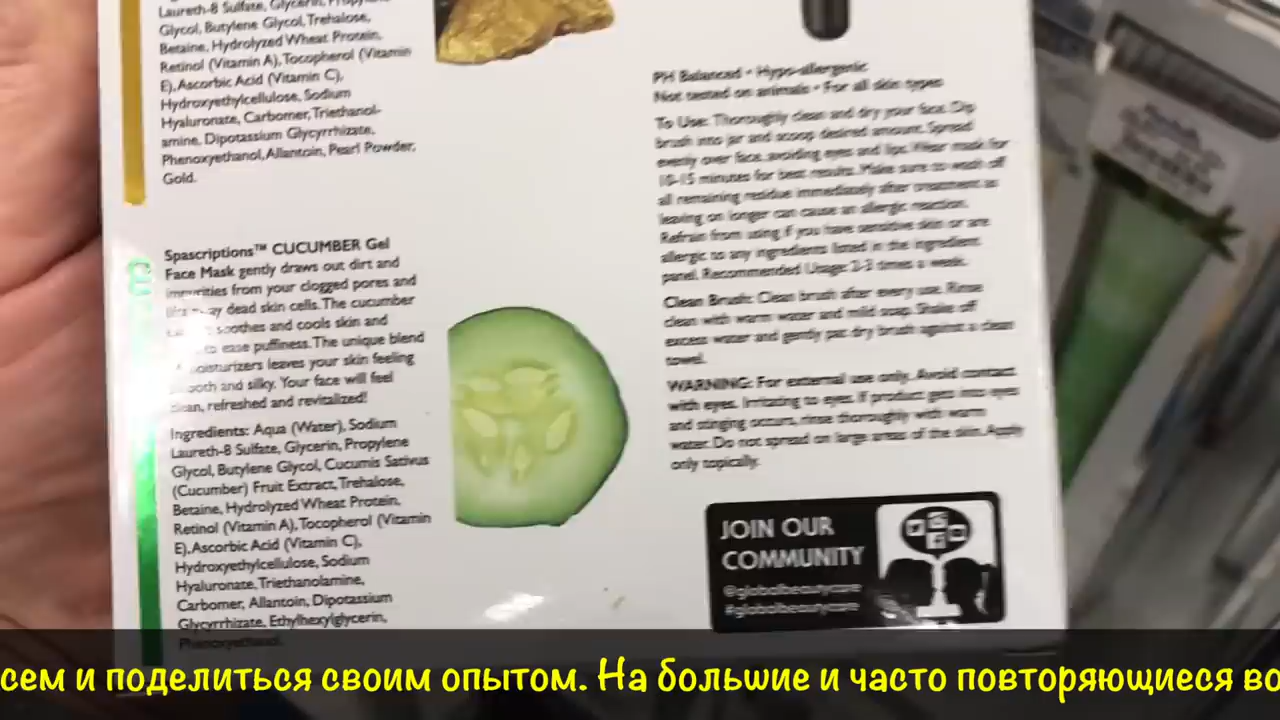 Laureth-8 Sulfate, Glycerin, Propylene
Glycol, Butylene Glycol, Trehalose,
Betaine, Hydrolyzed Wheat Protein,
Retinol (Vitamin A), Tocopherol (Vitamin
E), Ascorbic Acid (Vitamin C),
Hydroxyethylcellulose, Sodium
Hyaluronate, Carbomer, Triethanol-
amine, Dipotassium Glycyrrhizate,
Phenoxyethanol, Allantoin, Pearl Powder,
Gold.
Spascriptions™ CUCUMBER Gel
Face Mask gently draws out dirt and
impurities from your clogged pores and
away dead skin cells. The cucumber
soothes and cools skin and
to ease puffiness. The unique blend
moisturizers leaves your skin feeling
smooth and silky. Your face will feel
clean, refreshed and revitalized!
Ingredients: Aqua (Water), Sodium
Laureth-8 Sulfate, Glycerin, Propylene
Glycol, Butylene Glycol, Cucumis Sativus
(Cucumber) Fruit Extract, Trehalose,
Betaine, Hydrolyzed Wheat Protein,
Retinol (Vitamin A), Tocopherol (Vitamin
E), Ascorbic Acid (Vitamin C),
Hydroxyethylcellulose, Sodium
Hyaluronate, Triethanolamine,
Carbomer, Allantoin, Dipotassium
Glycyrrhizate, Ethylhexylglycerin,
Phenoxyethanol.
PH Balanced • Hypo-allergenic
Not tested on animals • For all skin types
To Use: Thoroughly clean and dry your face. Dip
brush into jar and scoop desired amount. Spread
evenly over face, avoiding eyes and lips. Wear mask for
10-15 minutes for best results. Make sure to wash off
all remaining residue immediately after treatment as
leaving on longer can cause an allergic reaction.
Refrain from using if you have sensitive skin or are
allergic to any ingredients listed in the ingredient
panel. Recommended Usage: 2-3 times a week.
Clean Brush: Clean brush after every use. Rinse
clean with warm water and mild soap. Shake off
excess water and gently pat dry brush against a clean
towel.
WARNING: For external use only. Avoid contact
with eyes. Irritating to eyes. If product gets into eyes
and stinging occurs, rinse thoroughly with warm
water. Do not spread on large areas of the skin. Apply
only topically.
JOIN OUR
COMMUNITY
@globalbeautycare
#globalbeautycare
сем и поделиться своим опытом. На большие и часто повторяющиеся во